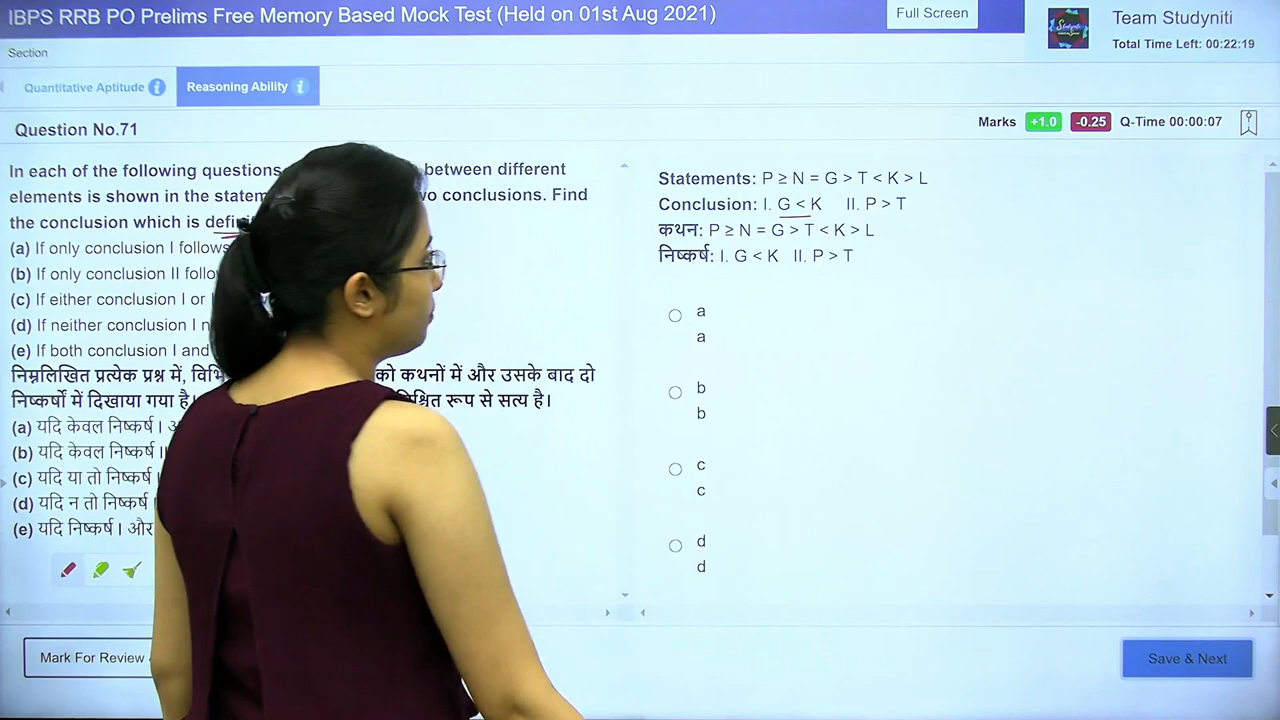 IBPS RRB PO Prelims Free Memory Based Mock Test (Held on 01st Aug 2021)
Full Screen
Team Studyniti
Total Time Left: 00:22:19
Section
Quantitative Aptitude i
Reasoning Ability i
Question No.71
Marks +1.0 -0.25 Q-Time 00:00:07
In each of the following questions between different
elements is shown in the two conclusions. Find
the conclusion which is
(a) If only conclusion I follows
(b) If only conclusion II
(c) If either conclusion I or
(d) If neither conclusion I
(e) If both conclusion I and
निम्नलिखित प्रत्येक प्रश्न में, को कथनों में और उसके बाद दो
निष्कर्षों में दिखाया गया है। रूप से सत्य है।
(a) यदि केवल निष्कर्ष I
(b) यदि केवल निष्कर्ष II
(c) यदि या तो निष्कर्ष I
(d) यदि न तो निष्कर्ष
(e) यदि निष्कर्ष I और
Mark For Review
Statements: P ≥ N = G > T < K > L
Conclusion: I. G < K II. P > T
कथन: P ≥ N = G > T < K > L
निष्कर्ष: I. G < K II. P > T
a
a
b
b
c
c
d
d
Save & Next